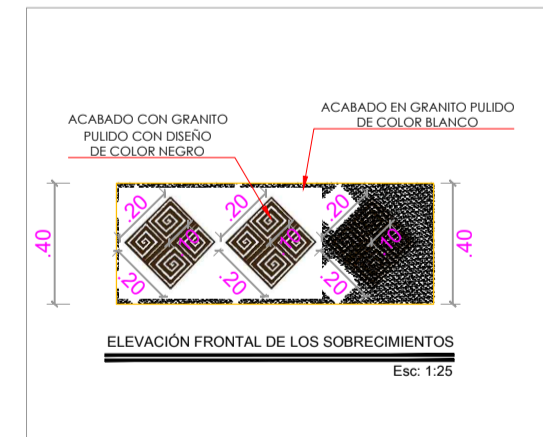 ACABADO CON GRANITO
PULIDO CON DISEÑO
DE COLOR NEGRO
ACABADO EN GRANITO PULIDO
DE COLOR BLANCO
.40
.20
.20
.10
.20
.20
.10
.20
.20
.10
.40
ELEVACIÓN FRONTAL DE LOS SOBRECIMIENTOS
Esc: 1:25